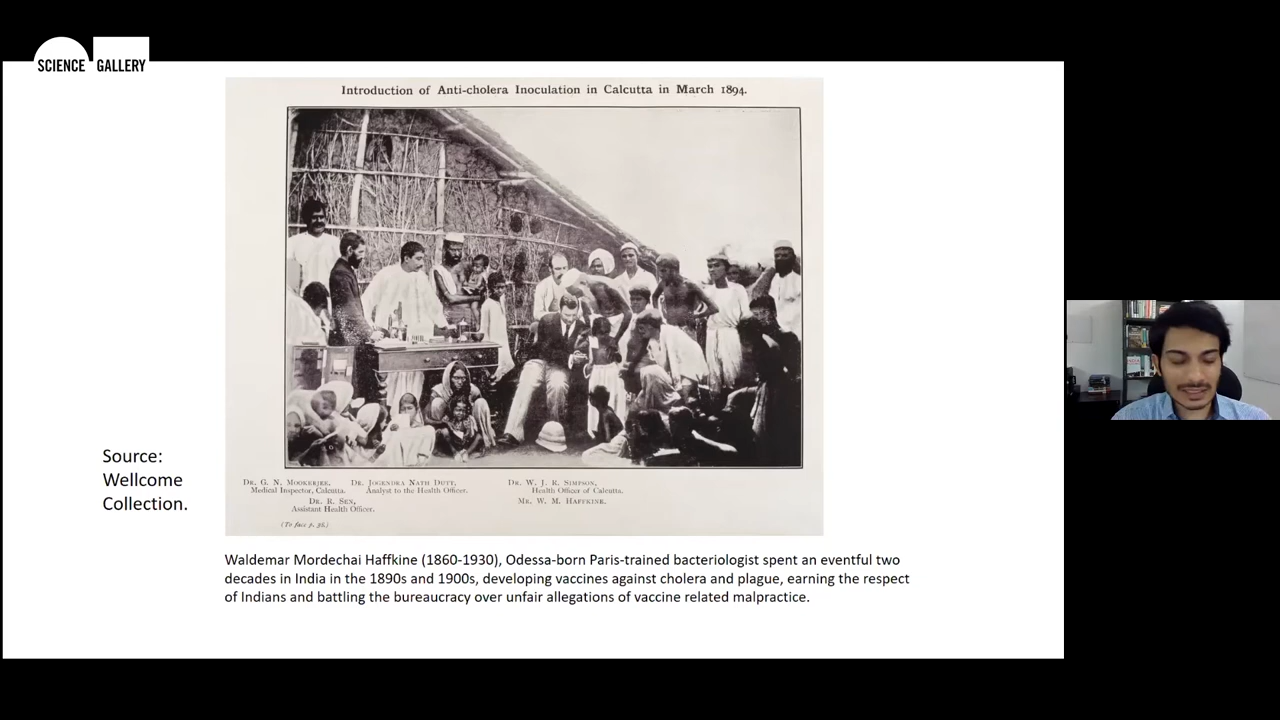 SCIENCE GALLERY
Introduction of Anti-cholera Inoculation in Calcutta in March 1894.
Dr. G. N. Mookerjee,
Medical Inspector, Calcutta.
Dr. Jogendra Nath Dutt,
Analyst to the Health Officer.
Dr. R. Sen,
Assistant Health Officer.
Dr. W. J. R. Simpson,
Health Officer of Calcutta.
Mr. W. M. Haffkine.
(To face p. 36.)
Source:
Wellcome
Collection.
Waldemar Mordechai Haffkine (1860-1930), Odessa-born Paris-trained bacteriologist spent an eventful two
decades in India in the 1890s and 1900s, developing vaccines against cholera and plague, earning the respect
of Indians and battling the bureaucracy over unfair allegations of vaccine related malpractice.